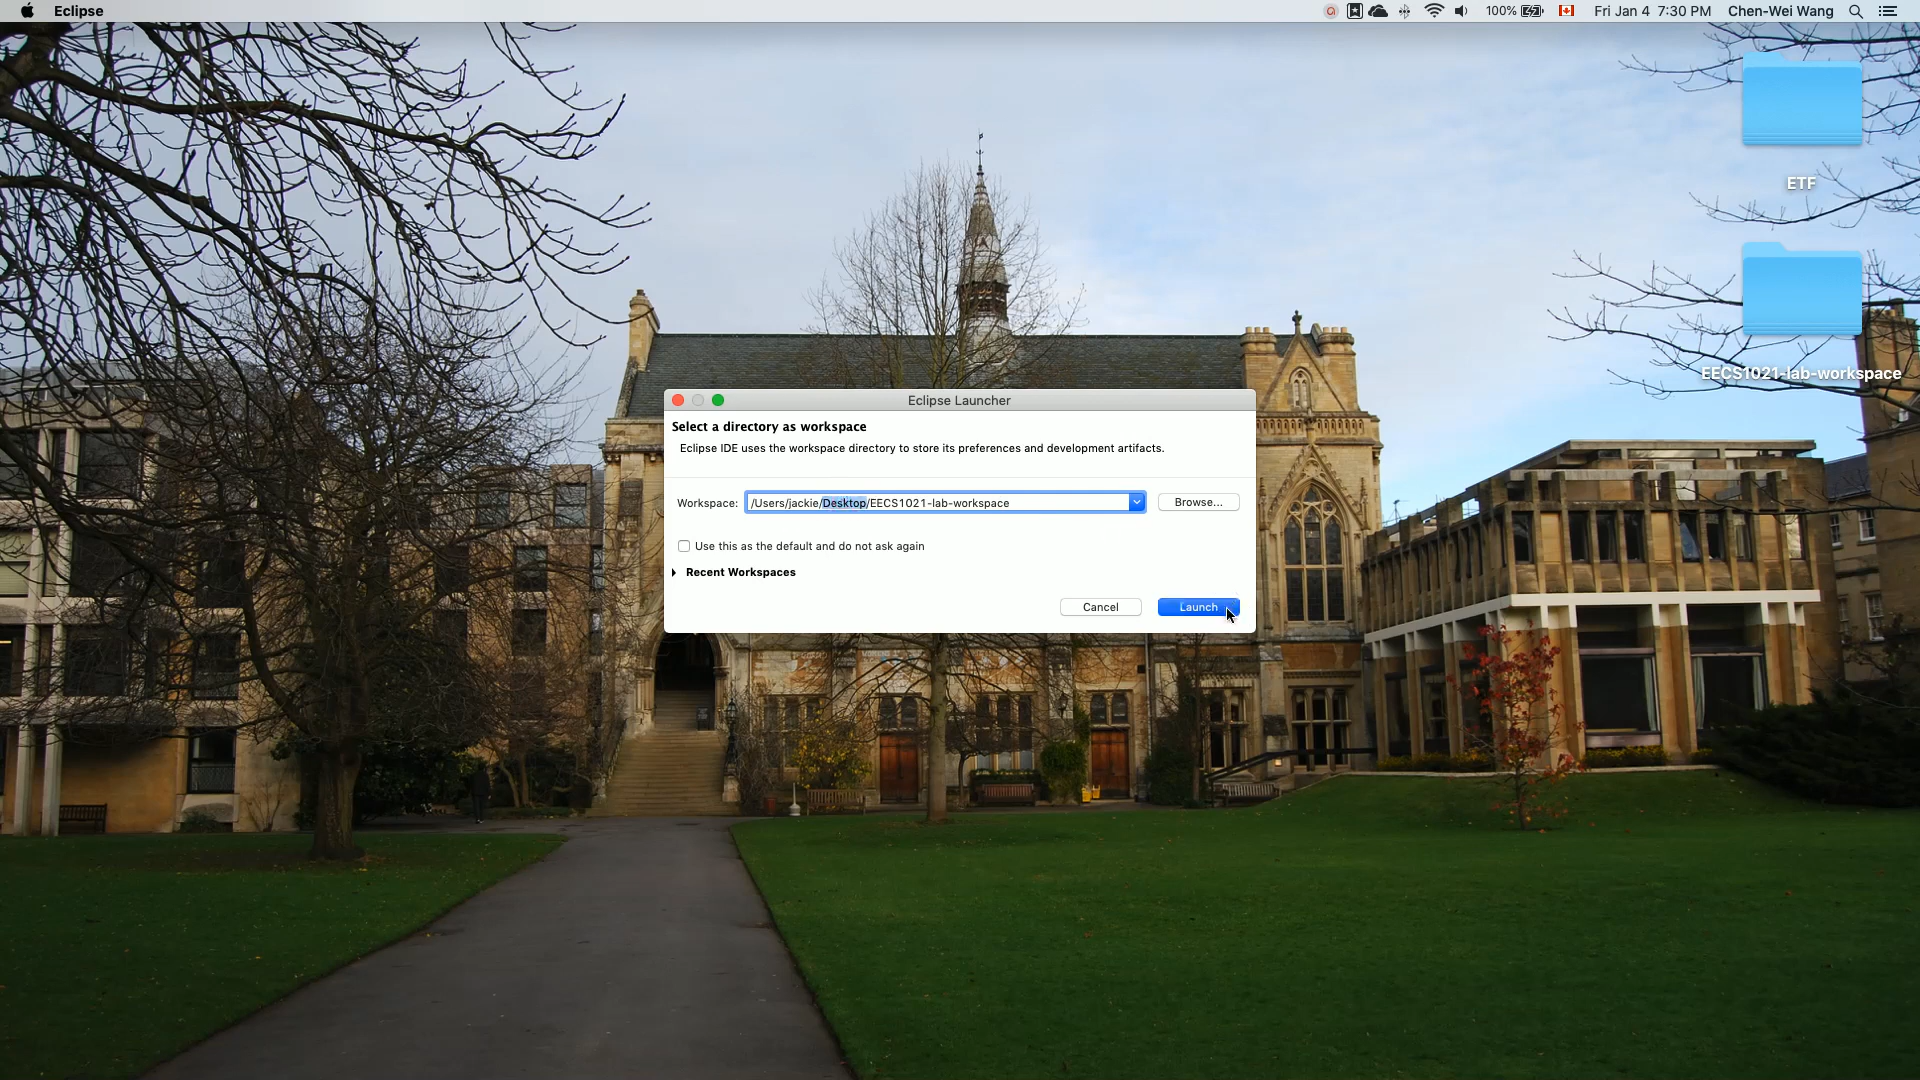 Eclipse
100%
Fri Jan 4 7:30 PM
Chen-Wei Wang
ETF
EECS1021-lab-workspace
Eclipse Launcher
Select a directory as workspace
Eclipse IDE uses the workspace directory to store its preferences and development artifacts.
Workspace: /Users/jackie/Desktop/EECS1021-lab-workspace
Browse...
Use this as the default and do not ask again
Recent Workspaces
Cancel
Launch